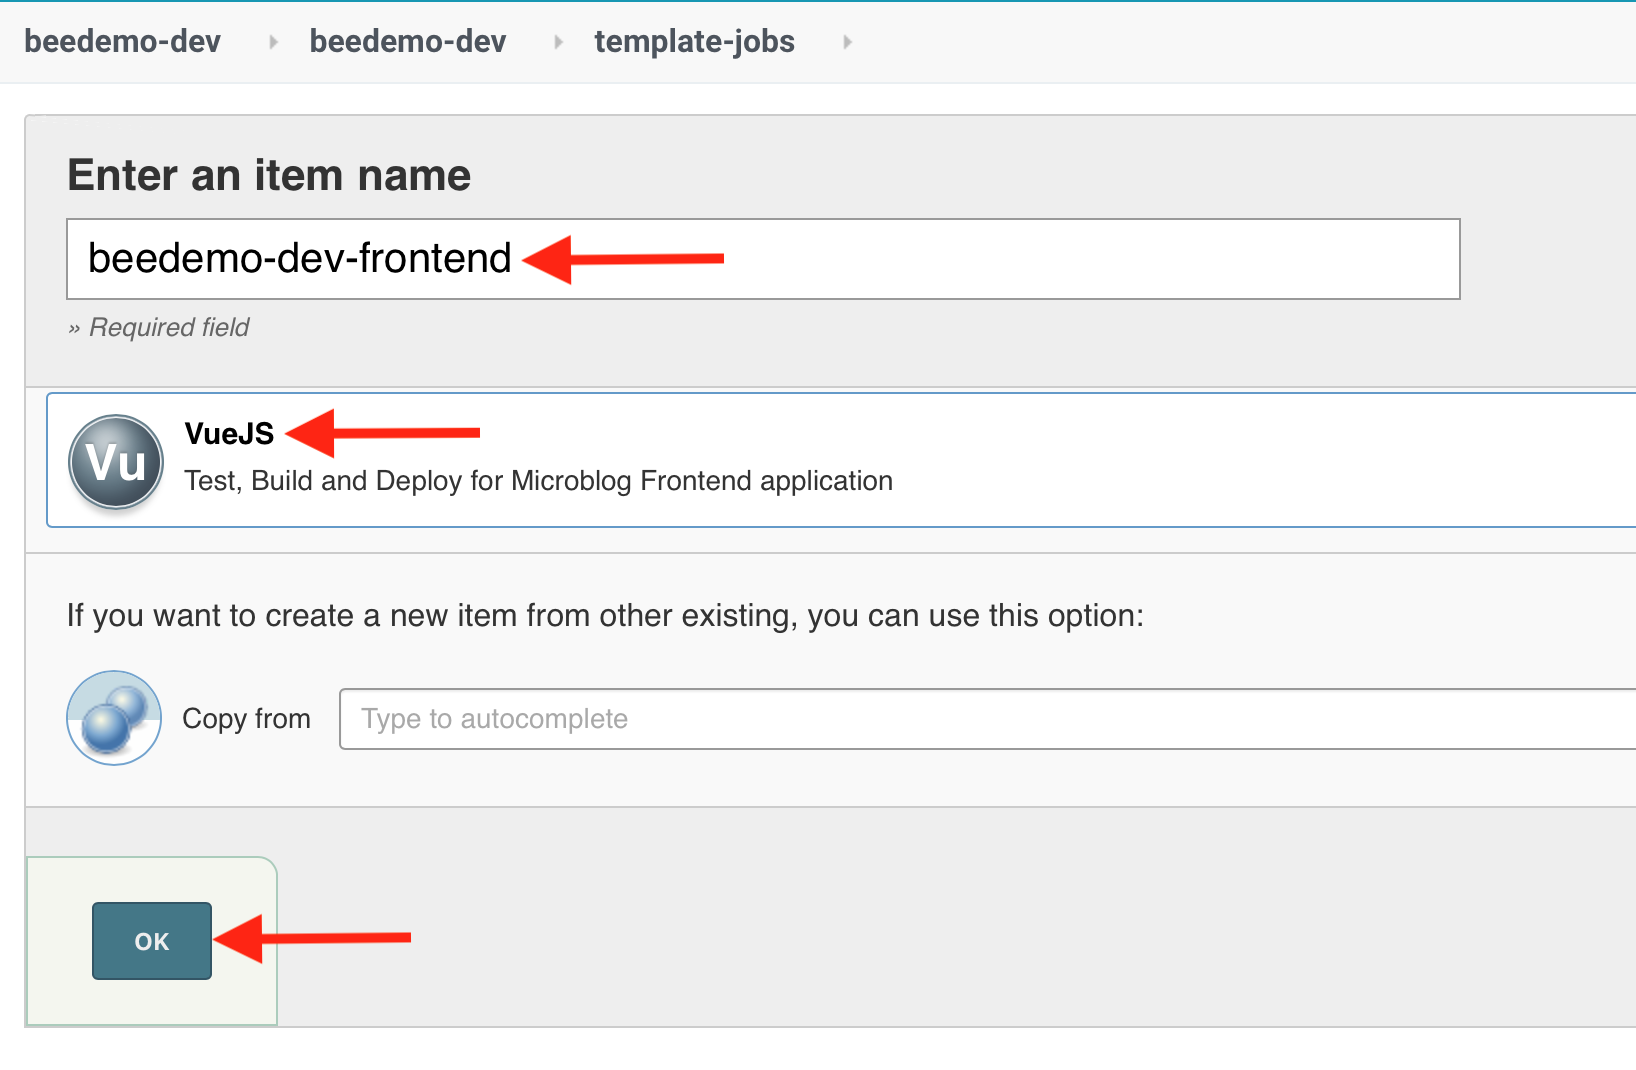 beedemo-dev beedemo-dev template-jobs
Enter an item name
beedemo-dev-frontend
» Required field
Vu
VueJS
Test, Build and Deploy for Microblog Frontend application
If you want to create a new item from other existing, you can use this option:
Copy from Type to autocomplete
OK